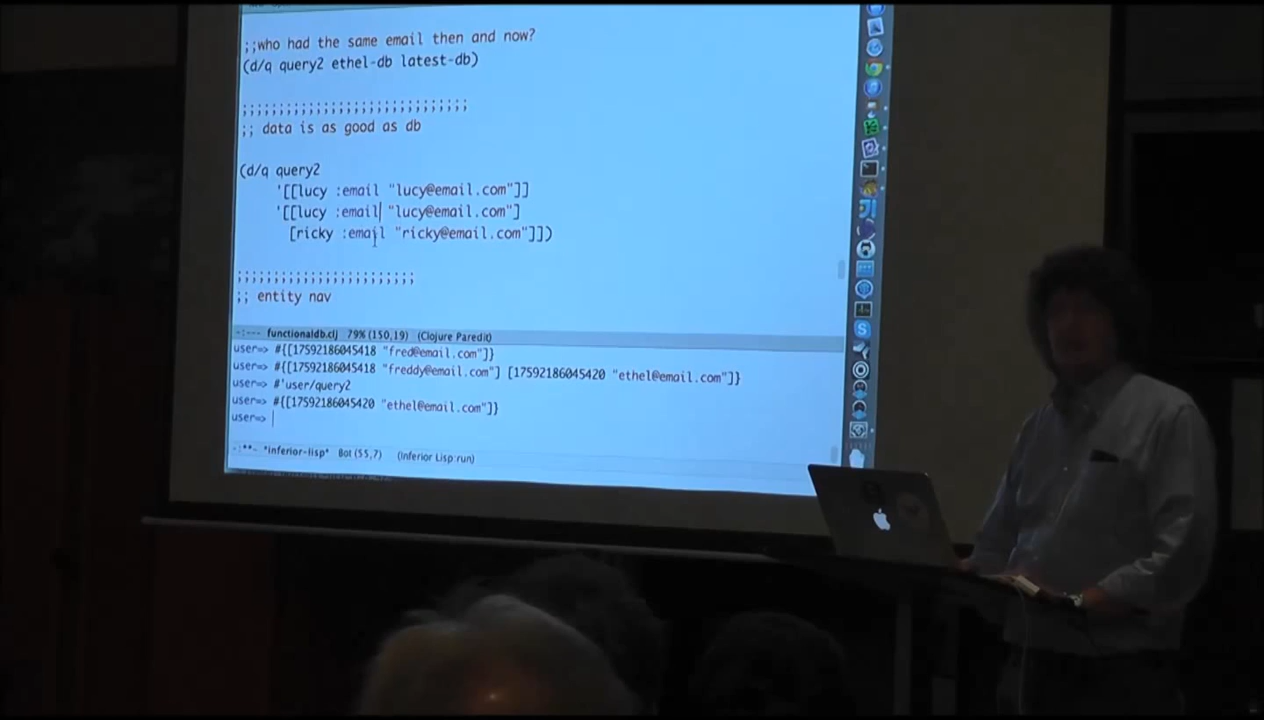 ;;who had the same email then and now?
(d/q query2 ethel-db latest-db)
;;;;;;;;;;;;;;;;;;;;;;;;;;;;;
;; data is as good as db
(d/q query2
'[[lucy :email "lucy@email.com"]]
'[[lucy :email "lucy@email.com"]
[ricky :email "ricky@email.com"]])
;;;;;;;;;;;;;;;;;;;;;;;
;; entity nav
-:--- functionaldb.clj 79% (150,19) (Clojure Paredit)
user=> #{[17592186045418 "fred@email.com"]}
user=> #{[17592186045418 "freddy@email.com"] [17592186045420 "ethel@email.com"]}
user=> #'user/query2
user=> #{[17592186045420 "ethel@email.com"]}
user=>
-:**- *inferior-lisp* Bot (55,7) (Inferior Lisp:run)